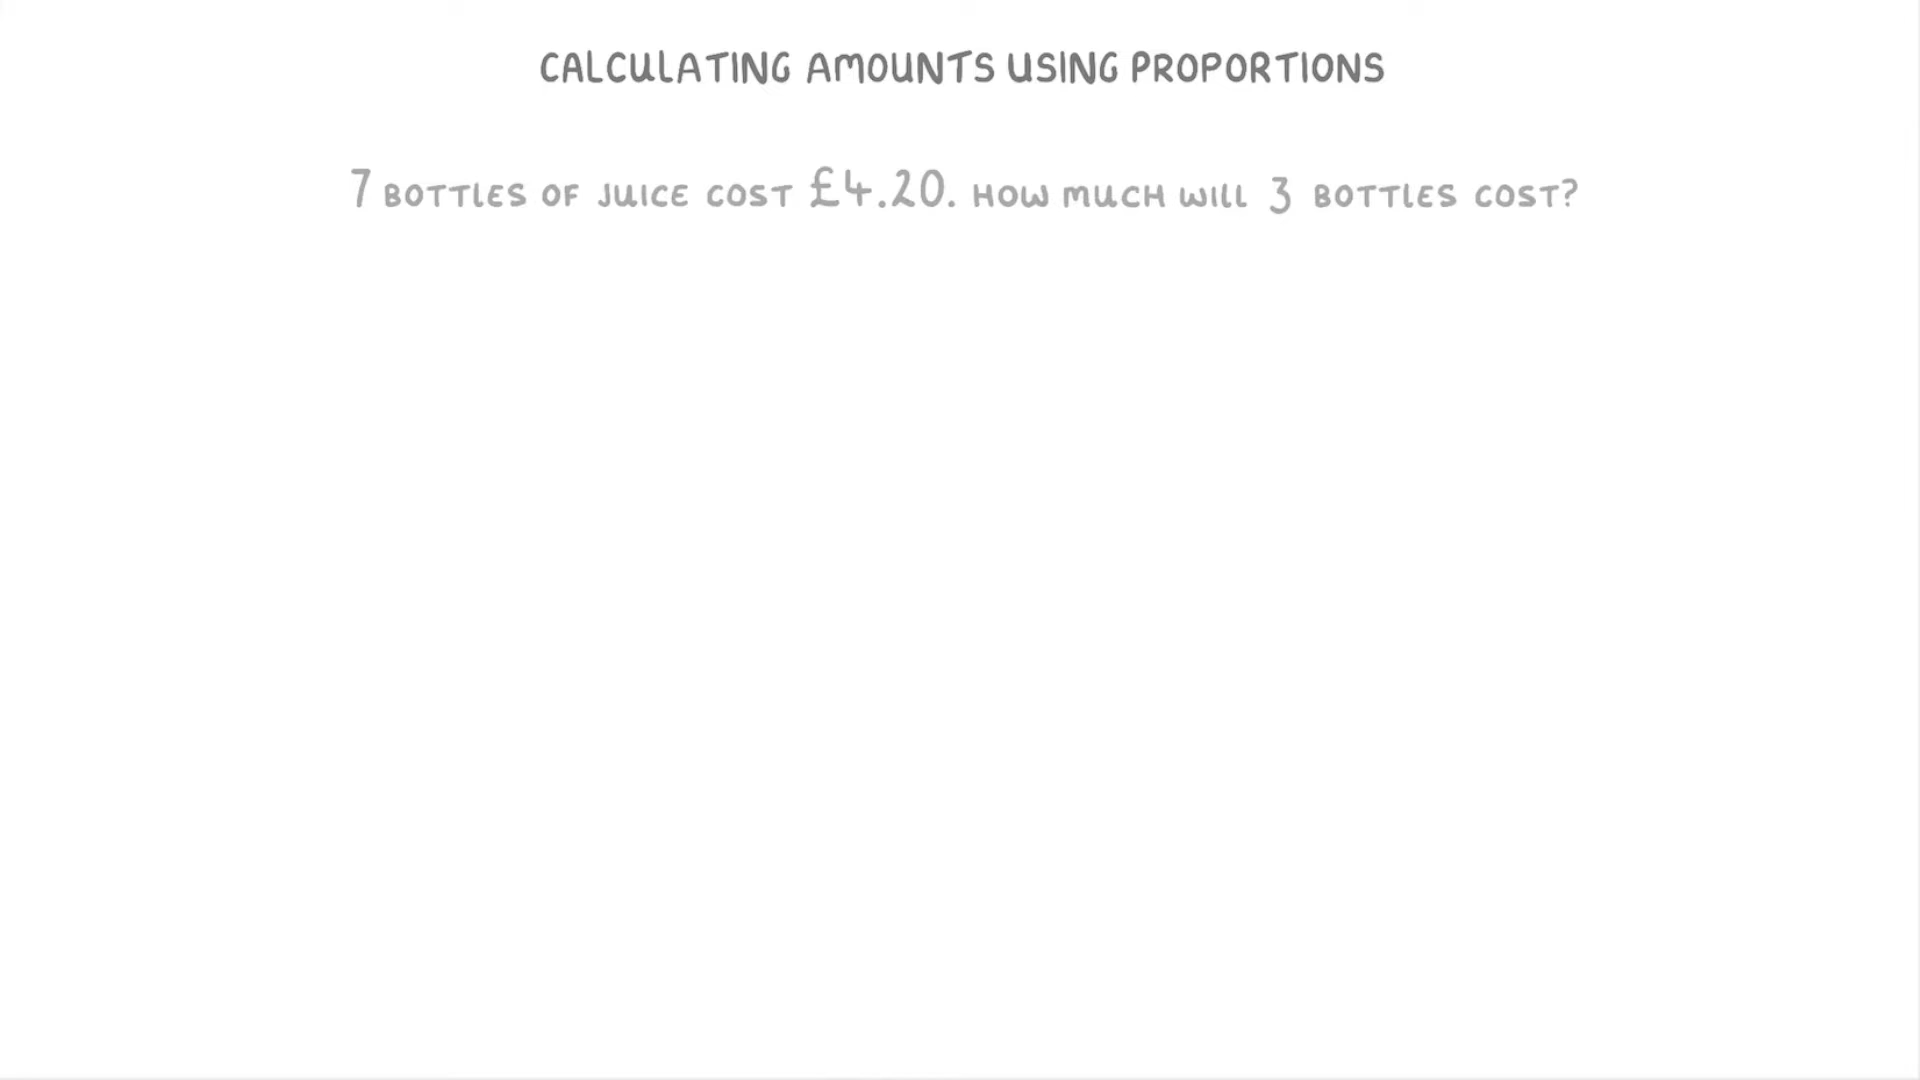 CALCULATING AMOUNTS USING PROPORTIONS
7 BOTTLES OF JUICE COST £4.20. HOW MUCH WILL 3 BOTTLES COST?